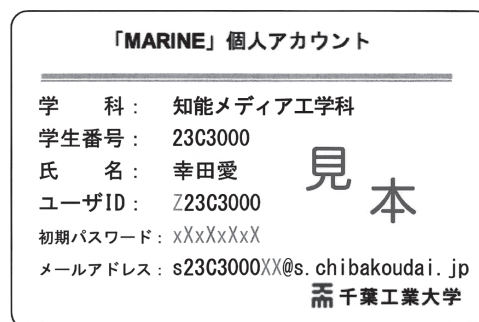 「MARINE」個人アカウント
学　　科： 知能メディア工学科
学生番号： 23C3000
氏　　名： 幸田愛
ユーザID： Z23C3000
初期パスワード： xXxXxXxX
メールアドレス： s23C3000XX@s.chibakoudai.jp
見本
千葉工業大学